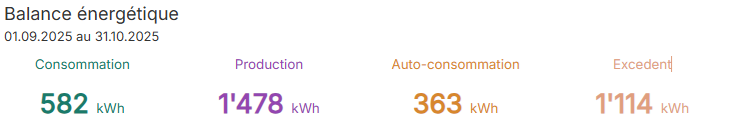 Balance énergétique
01.09.2025 au 31.10.2025
Consommation Production Auto-consommation Excedent
582 kWh 1'478 kWh 363 kWh 1'114 kWh